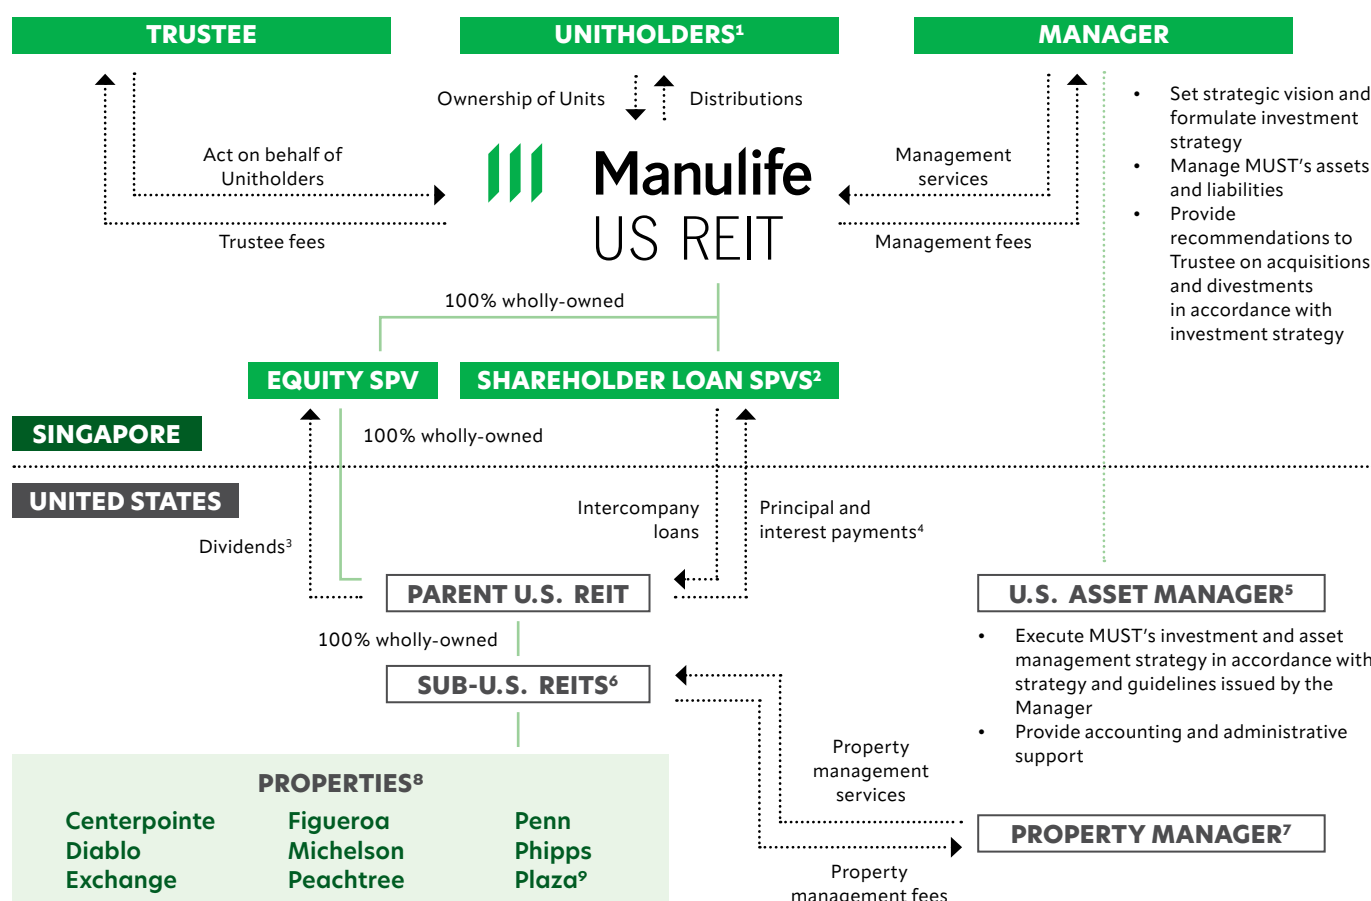 TRUSTEE
UNITHOLDERS¹
MANAGER
Ownership of Units
Distributions
Act on behalf of
Unitholders
Trustee fees
Manulife
US REIT
Management
services
Management fees
• Set strategic vision and
formulate investment
strategy
• Manage MUST's assets
and liabilities
• Provide
recommendations to
Trustee on acquisitions
and divestments
in accordance with
investment strategy
100% wholly-owned
EQUITY SPV
SHAREHOLDER LOAN SPVS²
SINGAPORE
100% wholly-owned
UNITED STATES
Dividends³
Intercompany
loans
Principal and
interest payments⁴
PARENT U.S. REIT
U.S. ASSET MANAGER⁵
• Execute MUST's investment and asset
management strategy in accordance with
strategy and guidelines issued by the
Manager
• Provide accounting and administrative
support
100% wholly-owned
SUB-U.S. REITS⁶
Property
management
services
PROPERTY MANAGER⁷
Property
management fees
PROPERTIES⁸
Centerpointe
Diablo
Exchange
Figueroa
Michelson
Peachtree
Penn
Phipps
Plaza⁹